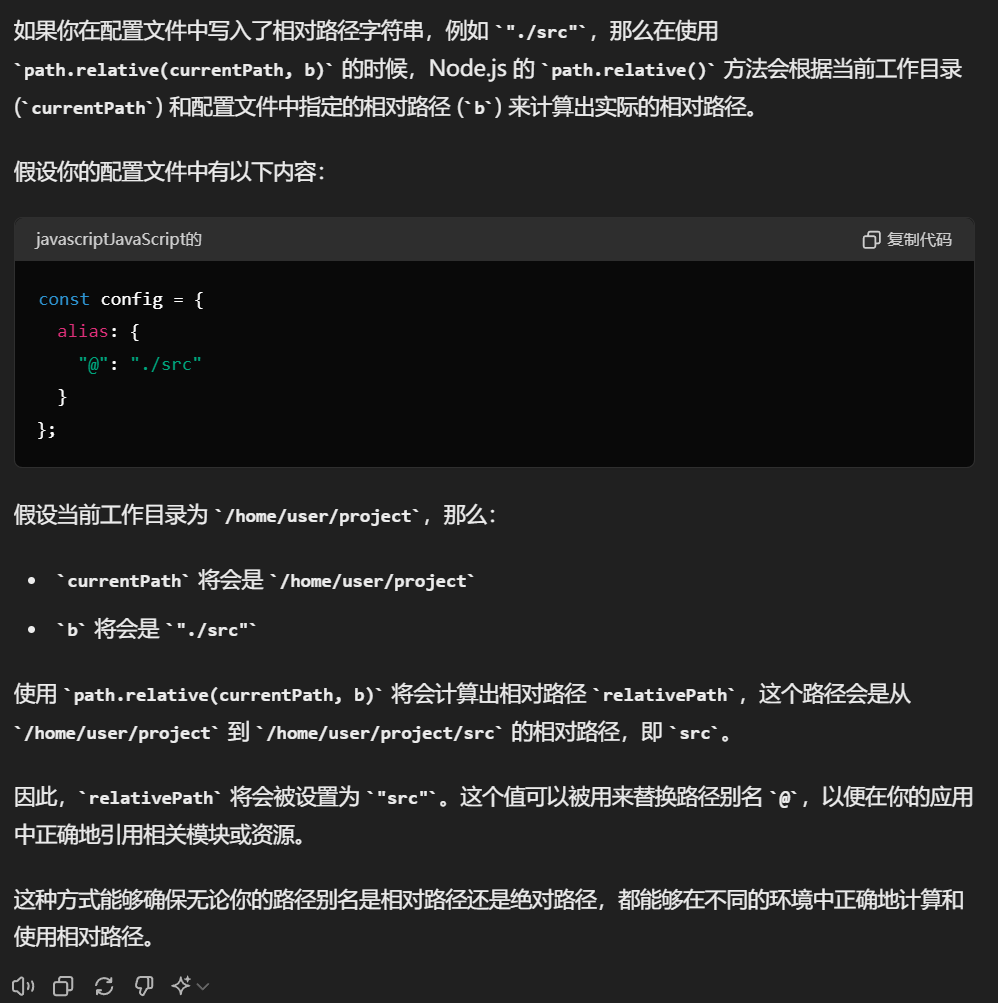 如果你在配置文件中写入了相对路径字符串，例如 `"./src"`，那么在使用
`path.relative(currentPath, b)` 的时候，Node.js 的 `path.relative()` 方法会根据当前工作目录
(`currentPath`) 和配置文件中指定的相对路径 (`b`) 来计算出实际的相对路径。
假设你的配置文件中有以下内容：
javascriptJavaScript的 复制代码
const config = {
  alias: {
    "@": "./src"
  }
};
假设当前工作目录为 `/home/user/project`，那么：
• `currentPath` 将会是 `/home/user/project`
• `b` 将会是 `"./src"`
使用 `path.relative(currentPath, b)` 将会计算出相对路径 `relativePath`，这个路径会是从
`/home/user/project` 到 `/home/user/project/src` 的相对路径，即 `src`。
因此，`relativePath` 将会被设置为 `"src"`。这个值可以被用来替换路径别名 `@`，以便在你的应用
中正确地引用相关模块或资源。
这种方式能够确保无论你的路径别名是相对路径还是绝对路径，都能够在不同的环境中正确地计算和
使用相对路径。